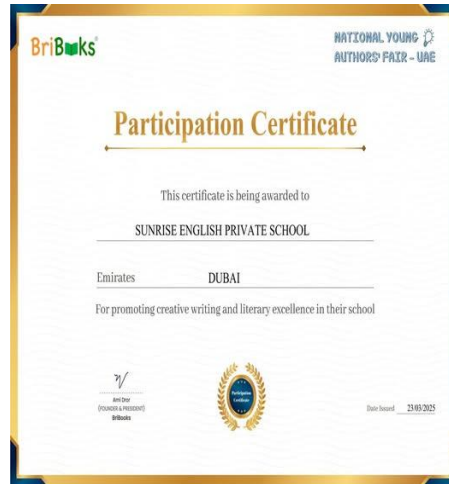 BriBooks
NATIONAL YOUNG
AUTHORS' FAIR - UAE
Participation Certificate
This certificate is being awarded to
SUNRISE ENGLISH PRIVATE SCHOOL
Emirates DUBAI
For promoting creative writing and literary excellence in their school
Ami Dror
(FOUNDER & PRESIDENT)
BriBooks
Participation
Certificate
Date Issued 23/03/2025